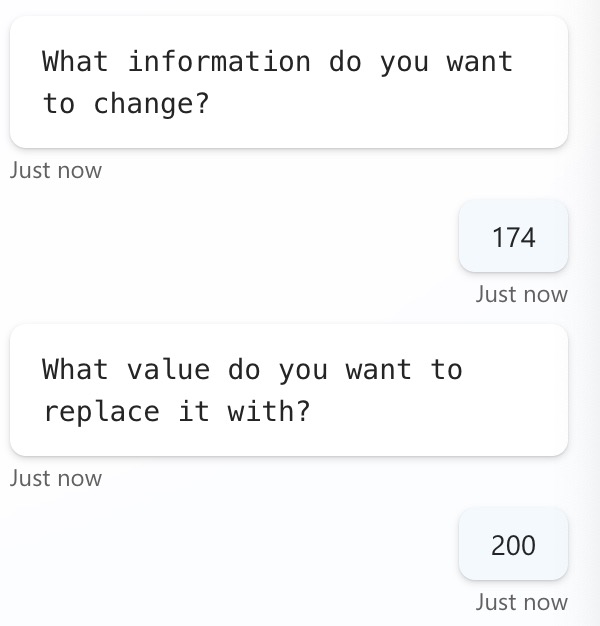 What information do you want
to change?
Just now
174
Just now
What value do you want to
replace it with?
Just now
200
Just now